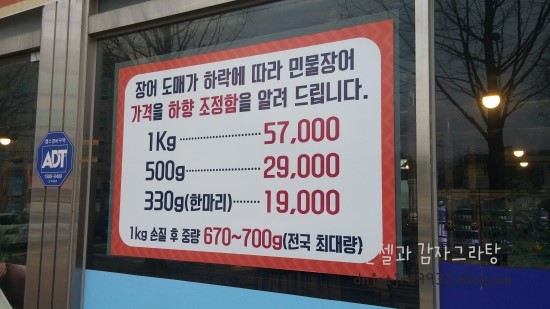 장어 도매가 하락에 따라 민물장어
가격을 하향 조정함을 알려 드립니다.
1Kg 57,000
500g 29,000
330g(한마리) 19,000
1kg 손질 후 중량 670~700g(전국 최대량)
ADT
젤과 감자그라탕